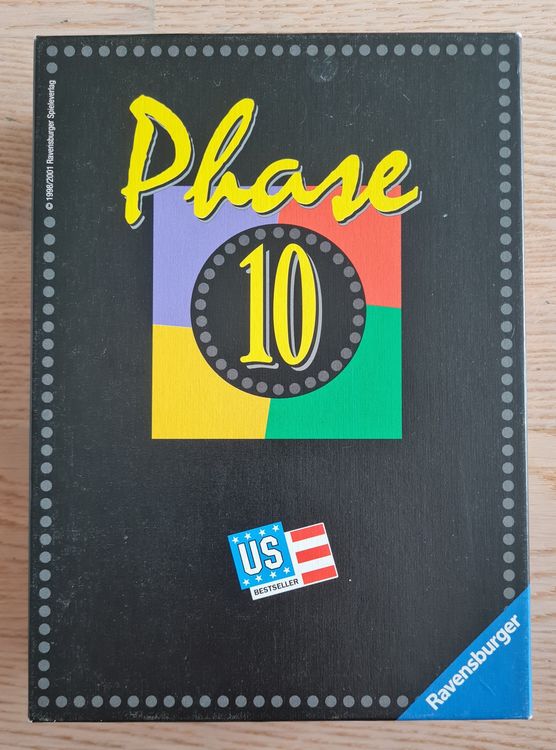 © 1998/2001 Ravensburger Spieleverlag
Phase
10
US
BESTSELLER
Ravensburger